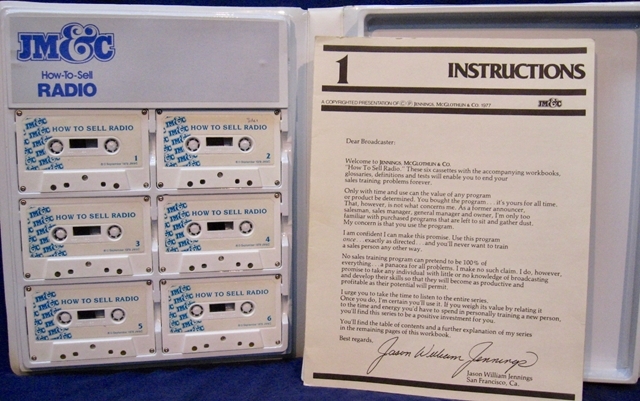 JM&C
How-To-Sell
RADIO
HOW TO SELL RADIO
1
HOW TO SELL RADIO
2
HOW TO SELL RADIO
3
HOW TO SELL RADIO
4
HOW TO SELL RADIO
5
HOW TO SELL RADIO
6
1 INSTRUCTIONS
A COPYRIGHTED PRESENTATION OF © ℗ JENNINGS, MCGLOTHLIN & CO. 1977
JM&C
Dear Broadcaster:
Welcome to JENNINGS, MCGLOTHLIN & CO.
"How To Sell Radio." These six cassettes with the accompanying workbooks,
glossaries, definitions and tests will enable you to end your
sales training problems forever.
Only with time and use can the value of any program
or product be determined. You bought the program . . . it's yours for all time.
That, however, is not what concerns me. As a former announcer,
salesman, sales manager, general manager and owner, I'm only too
familiar with purchased programs that are left to sit and gather dust.
My concern is that you use the program.
I am confident I can make this promise. Use this program
once . . . exactly as directed . . . and you'll never want to train
a sales person any other way.
No sales training program can pretend to be 100% of
everything . . . a panacea for all problems. I make no such claim. I do, however,
promise to take any individual with little or no knowledge of broadcasting
and develop their skills so that they will become as productive and
profitable as their potential will permit.
I urge you to take the time to listen to the entire series.
Once you do, I'm certain you'll use it. If you weigh its value by relating it
to the time and energy you'd have to spend in personally training a new person,
you'll find this series to be a positive investment for you.
You'll find the table of contents and a further explanation of my series
in the remaining pages of this workbook.
Best regards,
Jason William Jennings
Jason William Jennings
San Francisco, Ca.